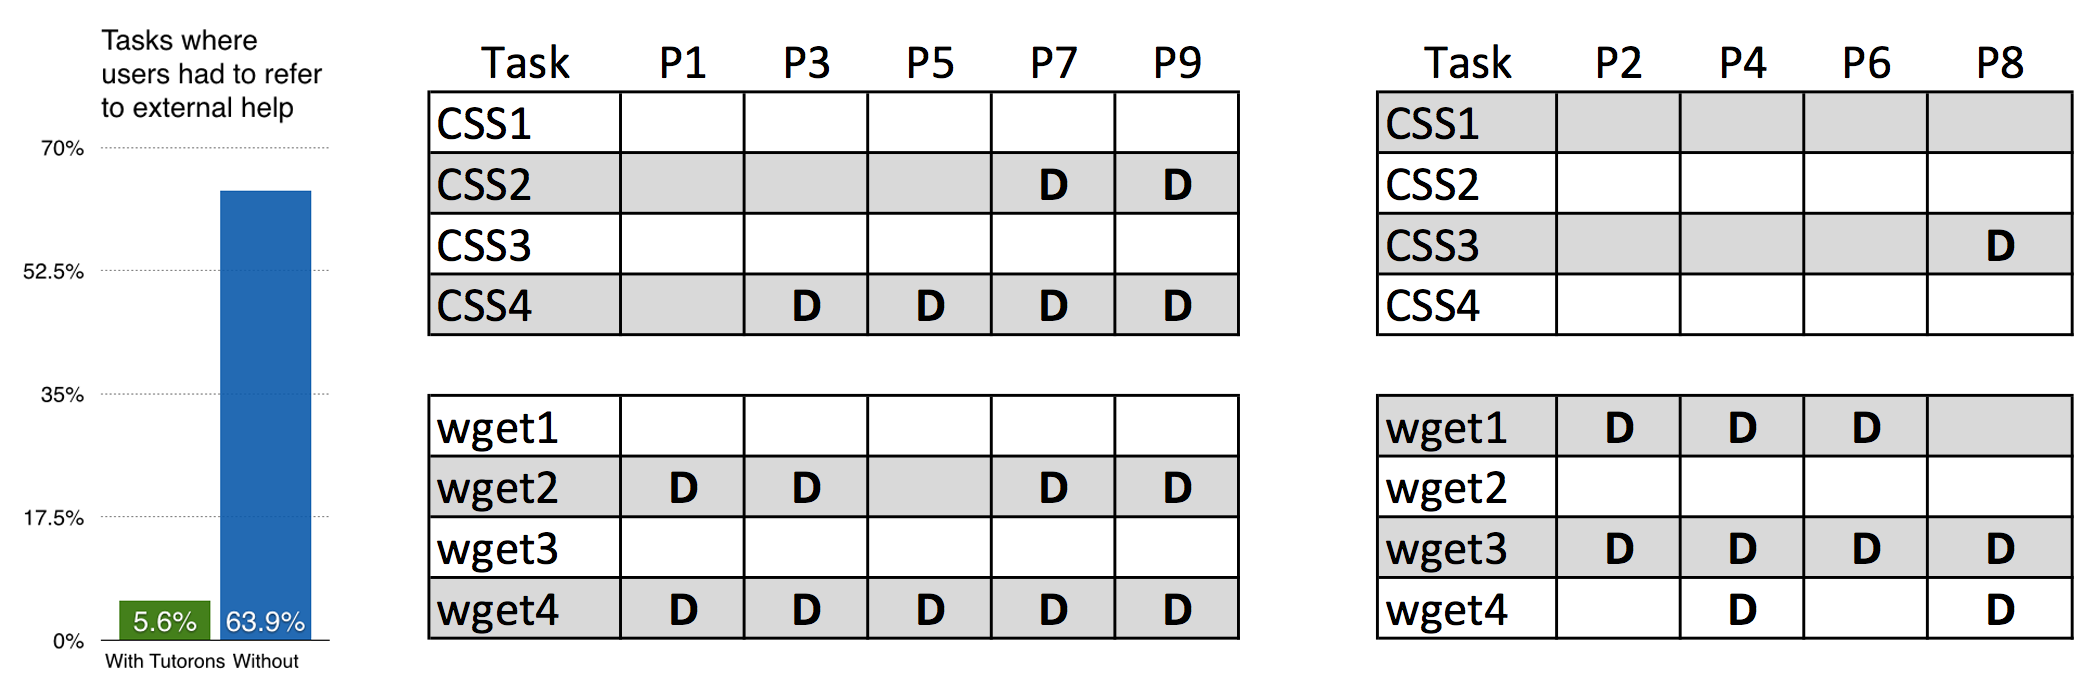 Tasks where
users had to refer
to external help
70%
52.5%
35%
17.5%
0%
5.6% 63.9%
With Tutorons Without
Task P1 P3 P5 P7 P9
CSS1
CSS2 D D
CSS3
CSS4 D D D D
wget1
wget2 D D D D
wget3
wget4 D D D D D
Task P2 P4 P6 P8
CSS1
CSS2
CSS3 D
CSS4
wget1 D D D
wget2
wget3 D D D D
wget4 D D